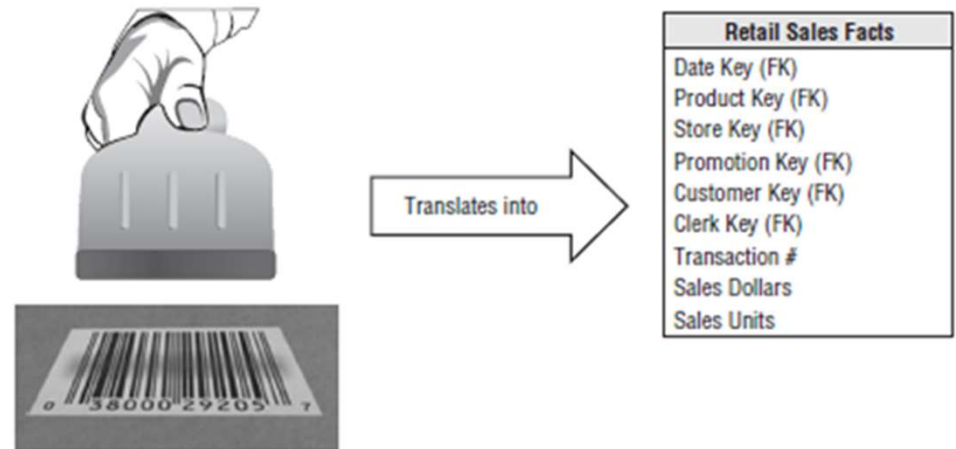 0 38000 29205 7
Translates into
Retail Sales Facts
Date Key (FK)
Product Key (FK)
Store Key (FK)
Promotion Key (FK)
Customer Key (FK)
Clerk Key (FK)
Transaction #
Sales Dollars
Sales Units